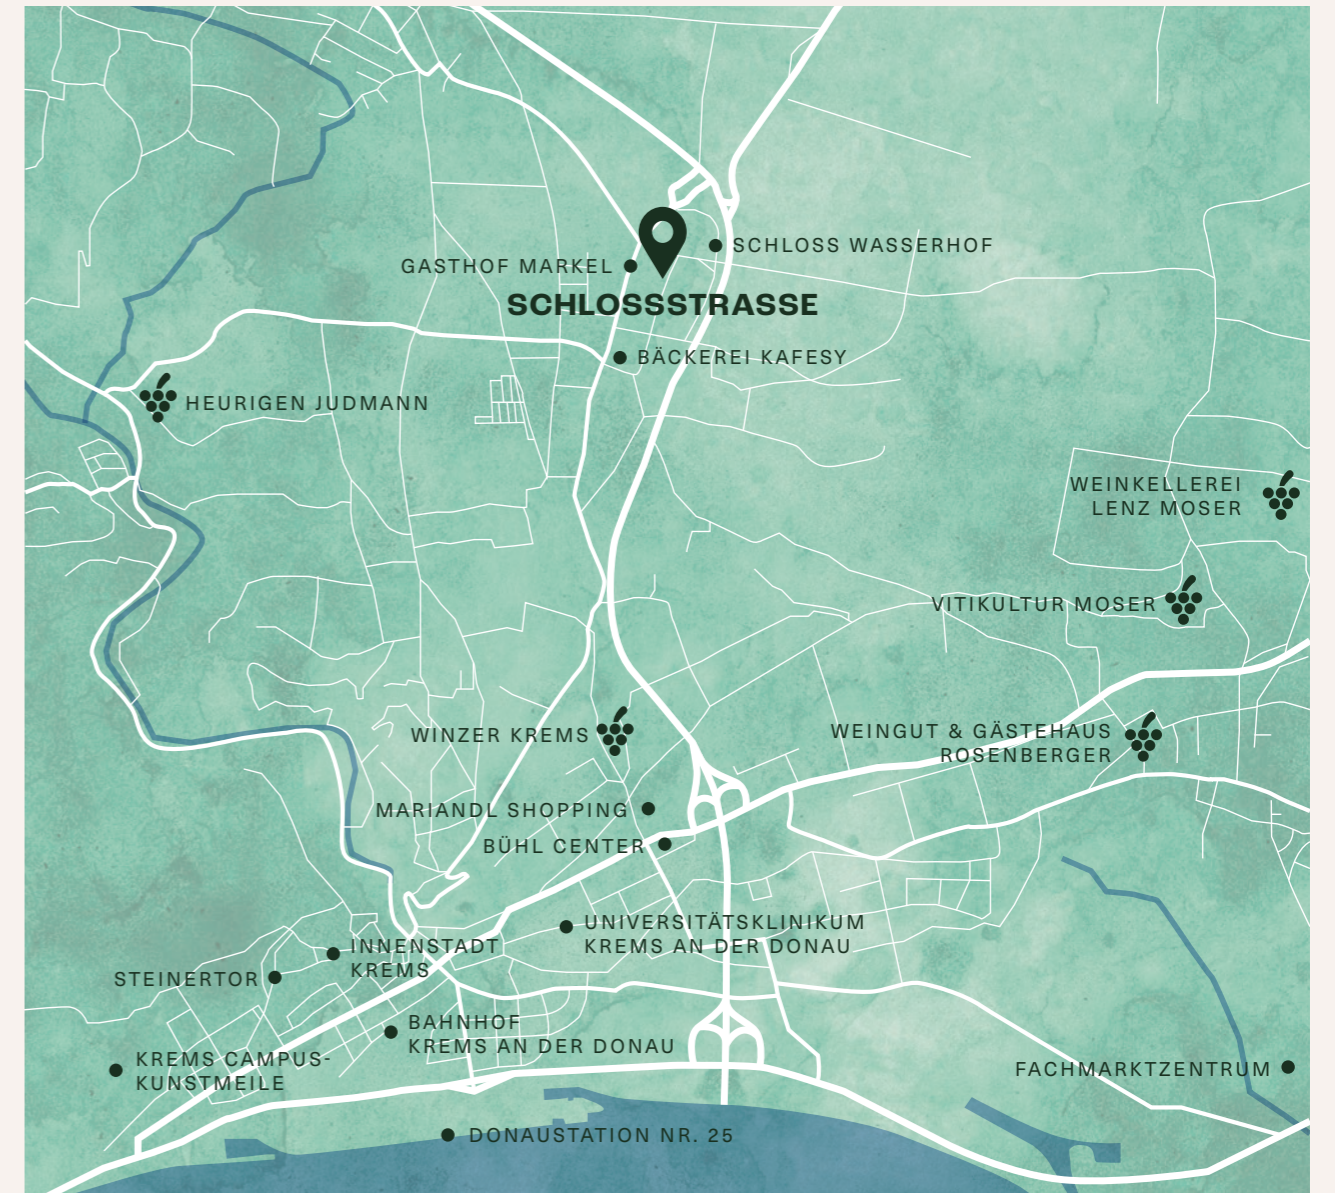 SCHLOSS WASSERHOF
GASTHOF MARKEL
SCHLOSSSTRASSE
BÄCKEREI KAFESY
HEURIGEN JUDMANN
WEINKELLEREI
LENZ MOSER
VITIKULTUR MOSER
WINZER KREMS
WEINGUT & GÄSTEHAUS
ROSENBERGER
MARIANDL SHOPPING
BÜHL CENTER
UNIVERSITÄTSKLINIKUM
KREMS AN DER DONAU
INNENSTADT
KREMS
STEINERTOR
BAHNHOF
KREMS AN DER DONAU
KREMS CAMPUS-
KUNSTMEILE
FACHMARKTZENTRUM
DONAUSTATION NR. 25